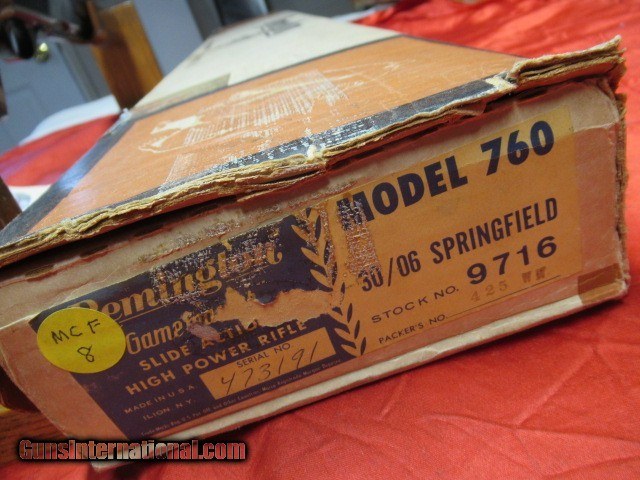 MODEL 760
30/06 SPRINGFIELD
STOCK NO. 9716
PACKER'S NO. 425
Remington
SLIDE ACTION
HIGH POWER RIFLE
SERIAL NO.
MADE IN U.S.A.
ILION, N.Y.
473191
MCF
8
GunsInternational.com